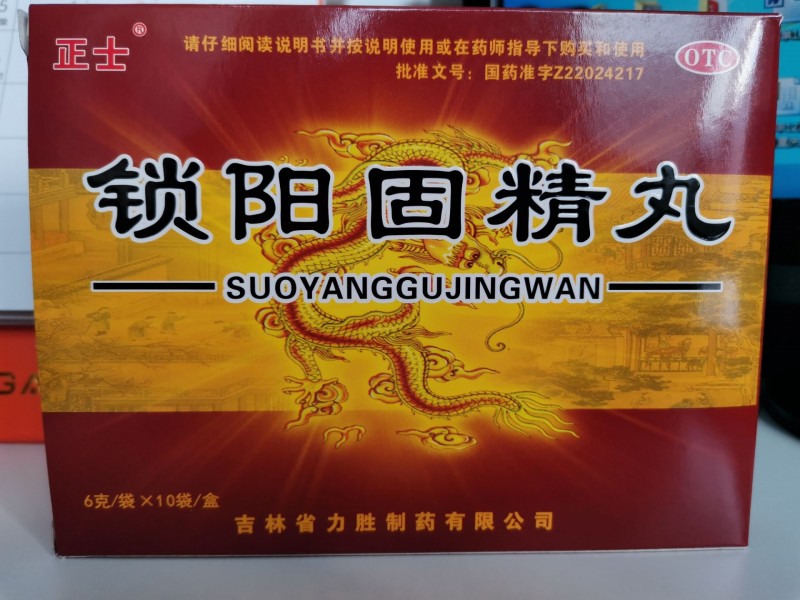 正士®
请仔细阅读说明书并按说明使用或在药师指导下购买和使用
批准文号：国药准字Z22024217
OTC
锁阳固精丸
SUOYANGGUJINGWAN
6克/袋×10袋/盒
吉林省力胜制药有限公司